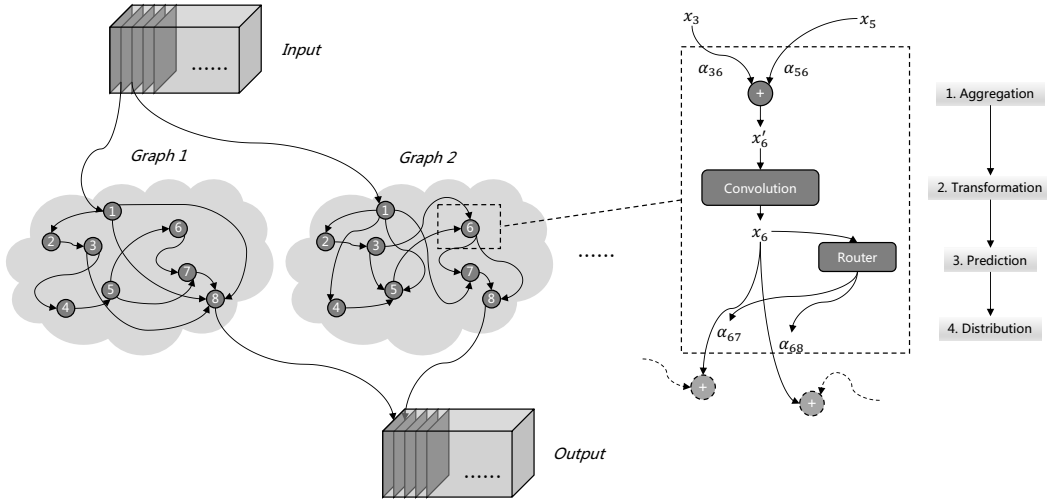 Input
......
Graph 1
1
2
3
4
5
6
7
8
Graph 2
1
2
3
4
5
6
7
8
......
......
Output
x₃
x₅
α₃₆
α₅₆
+
x₆′
Convolution
x₆
Router
α₆₇
α₆₈
+
+
1. Aggregation
2. Transformation
3. Prediction
4. Distribution